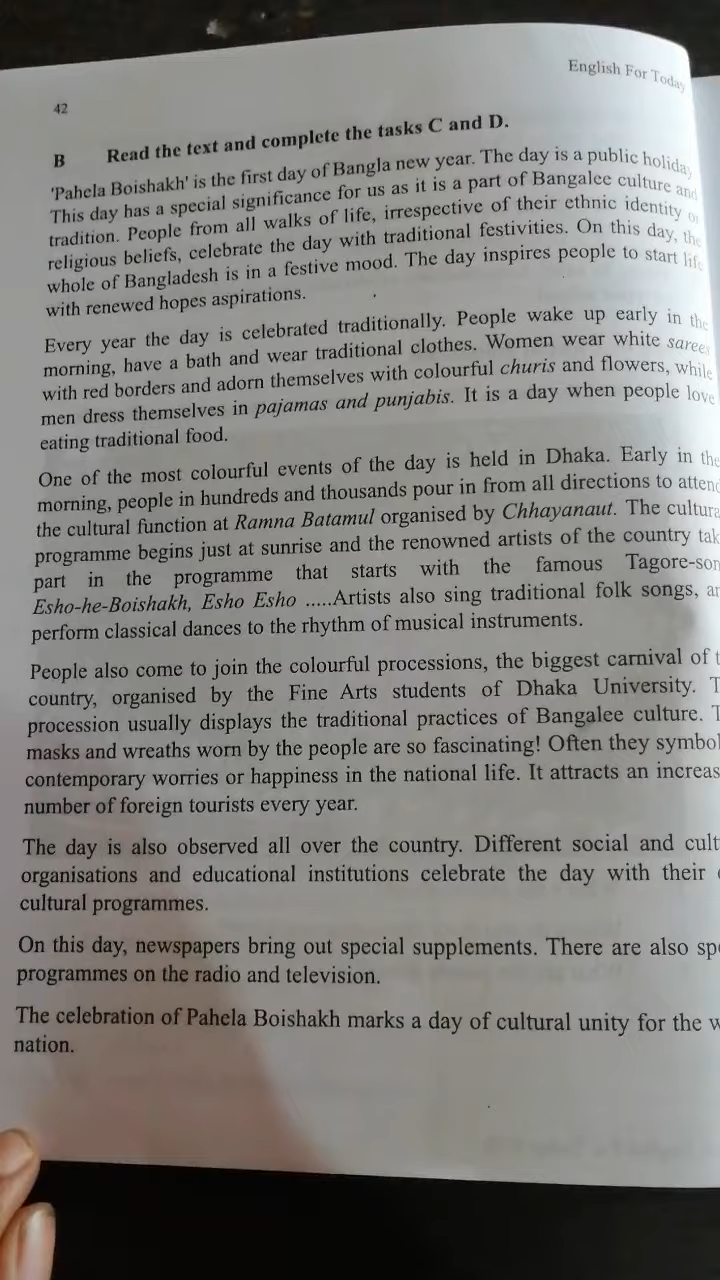 English For Today
42
B Read the text and complete the tasks C and D.
'Pahela Boishakh' is the first day of Bangla new year. The day is a public holiday
This day has a special significance for us as it is a part of Bangalee culture and
tradition. People from all walks of life, irrespective of their ethnic identity or
religious beliefs, celebrate the day with traditional festivities. On this day, the
whole of Bangladesh is in a festive mood. The day inspires people to start life
with renewed hopes aspirations.
Every year the day is celebrated traditionally. People wake up early in the
morning, have a bath and wear traditional clothes. Women wear white sarees
with red borders and adorn themselves with colourful churis and flowers, while
men dress themselves in pajamas and punjabis. It is a day when people love
eating traditional food.
One of the most colourful events of the day is held in Dhaka. Early in the
morning, people in hundreds and thousands pour in from all directions to attend
the cultural function at Ramna Batamul organised by Chhayanaut. The cultura
programme begins just at sunrise and the renowned artists of the country tak
part in the programme that starts with the famous Tagore-son
Esho-he-Boishakh, Esho Esho .....Artists also sing traditional folk songs, an
perform classical dances to the rhythm of musical instruments.
People also come to join the colourful processions, the biggest carnival of t
country, organised by the Fine Arts students of Dhaka University. T
procession usually displays the traditional practices of Bangalee culture. T
masks and wreaths worn by the people are so fascinating! Often they symbol
contemporary worries or happiness in the national life. It attracts an increas
number of foreign tourists every year.
The day is also observed all over the country. Different social and cult
organisations and educational institutions celebrate the day with their
cultural programmes.
On this day, newspapers bring out special supplements. There are also spe
programmes on the radio and television.
The celebration of Pahela Boishakh marks a day of cultural unity for the w
nation.